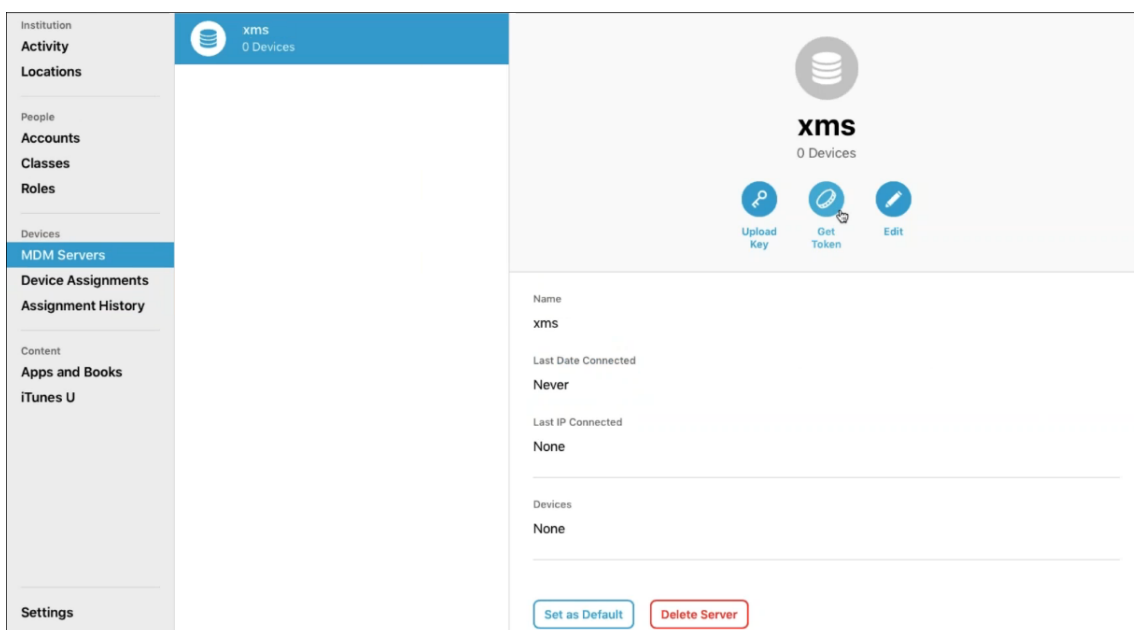 Institution
Activity
Locations
People
Accounts
Classes
Roles
Devices
MDM Servers
Device Assignments
Assignment History
Content
Apps and Books
iTunes U
Settings
xms
0 Devices
xms
0 Devices
Upload
Key
Get
Token
Edit
Name
xms
Last Date Connected
Never
Last IP Connected
None
Devices
None
Set as Default
Delete Server